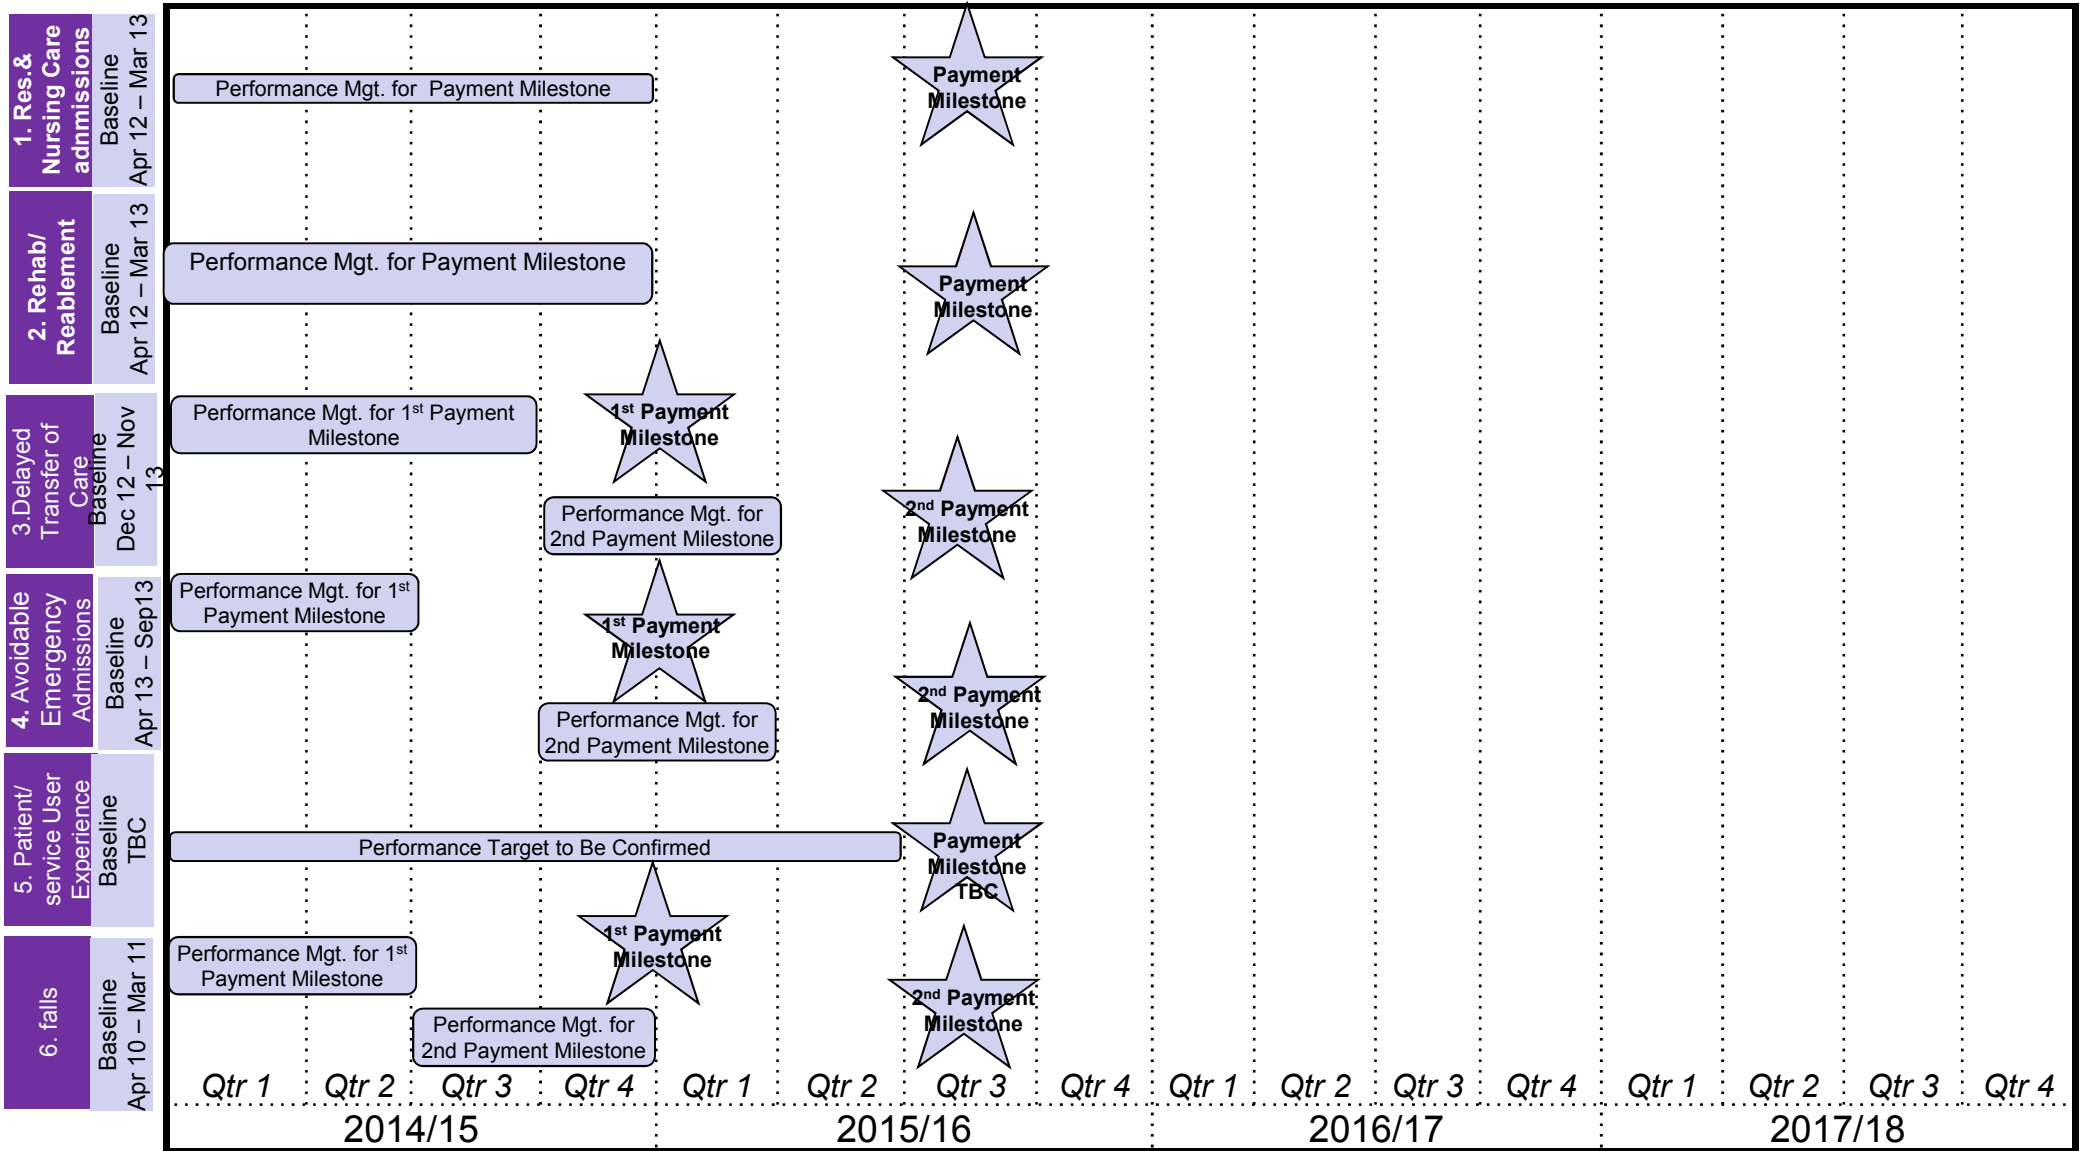 1. Res.&
Nursing Care
adnmissions
Baseline
Apr 12 – Mar 13
Performance Mgt. for  Payment Milestone
Payment
Milestone
2. Rehab/
Reablement
Baseline
Apr 12 – Mar 13
Performance Mgt. for Payment Milestone
Payment
Milestone
3.Delayed
Transfer of
Care
Baseline
Dec 12 – Nov
13
Performance Mgt. for 1st Payment
Milestone
1st Payment
Milestone
Performance Mgt. for
2nd Payment Milestone
2nd Payment
Milestone
4. Avoidable
Emergency
Admissions
Baseline
Apr 13 – Sep13
Performance Mgt. for 1st
Payment Milestone
1st Payment
Milestone
Performance Mgt. for
2nd Payment Milestone
2nd Payment
Milestone
5. Patient/
service User
Experience
Baseline
TBC
Performance Target to Be Confirmed
Payment
Milestone
TBC
6. falls
Baseline
Apr 10 – Mar 11
Performance Mgt. for 1st
Payment Milestone
1st Payment
Milestone
Performance Mgt. for
2nd Payment Milestone
2nd Payment
Milestone
Qtr 1 Qtr 2 Qtr 3 Qtr 4 Qtr 1 Qtr 2 Qtr 3 Qtr 4 Qtr 1 Qtr 2 Qtr 3 Qtr 4 Qtr 1 Qtr 2 Qtr 3 Qtr 4
2014/15 2015/16 2016/17 2017/18